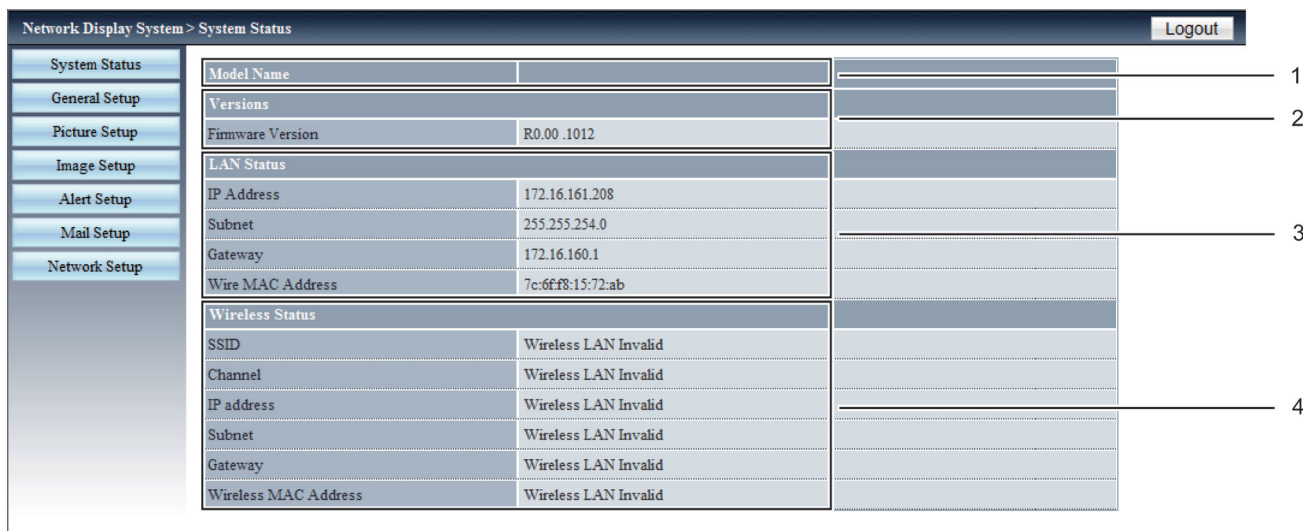 Network Display System > System Status
Logout
System Status
General Setup
Picture Setup
Image Setup
Alert Setup
Mail Setup
Network Setup
Model Name
1
Versions
2
Firmware Version R0.00 .1012
LAN Status
IP Address 172.16.161.208
Subnet 255.255.254.0
3
Gateway 172.16.160.1
Wire MAC Address 7c:6f:f8:15:72:ab
Wireless Status
SSID Wireless LAN Invalid
Channel Wireless LAN Invalid
IP address Wireless LAN Invalid
4
Subnet Wireless LAN Invalid
Gateway Wireless LAN Invalid
Wireless MAC Address Wireless LAN Invalid